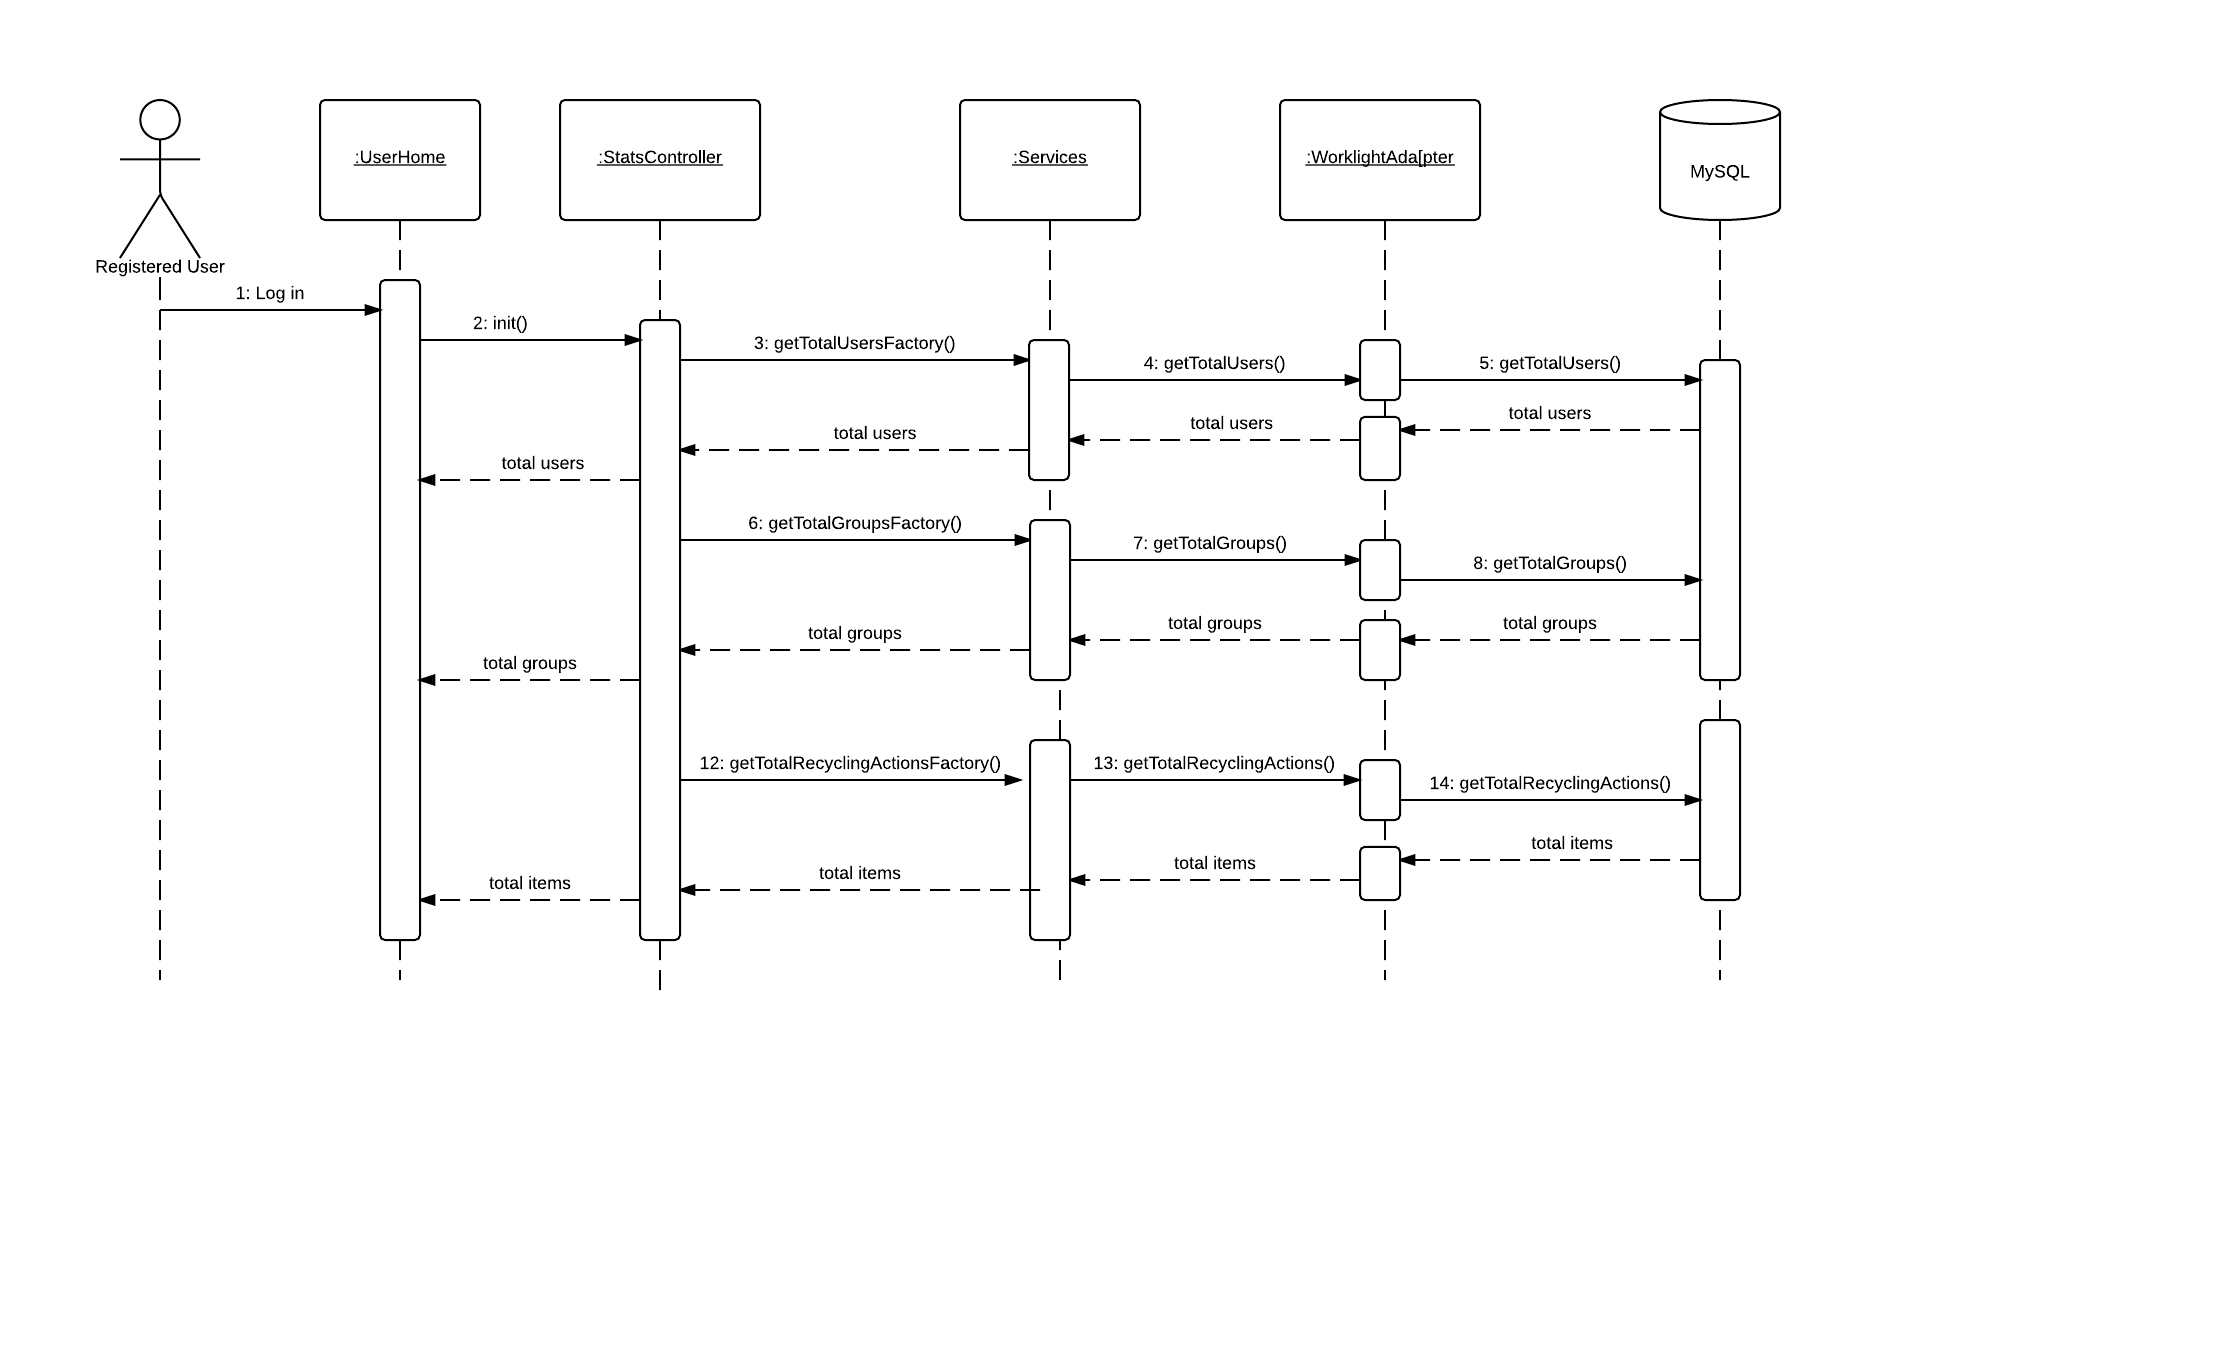 :UserHome
:StatsController
:Services
:WorklightAda[pter
MySQL
Registered User
1: Log in
2: init()
3: getTotalUsersFactory()
4: getTotalUsers()
5: getTotalUsers()
total users
total users
total users
total users
6: getTotalGroupsFactory()
7: getTotalGroups()
8: getTotalGroups()
total groups
total groups
total groups
total groups
12: getTotalRecyclingActionsFactory()
13: getTotalRecyclingActions()
14: getTotalRecyclingActions()
total items
total items
total items
total items